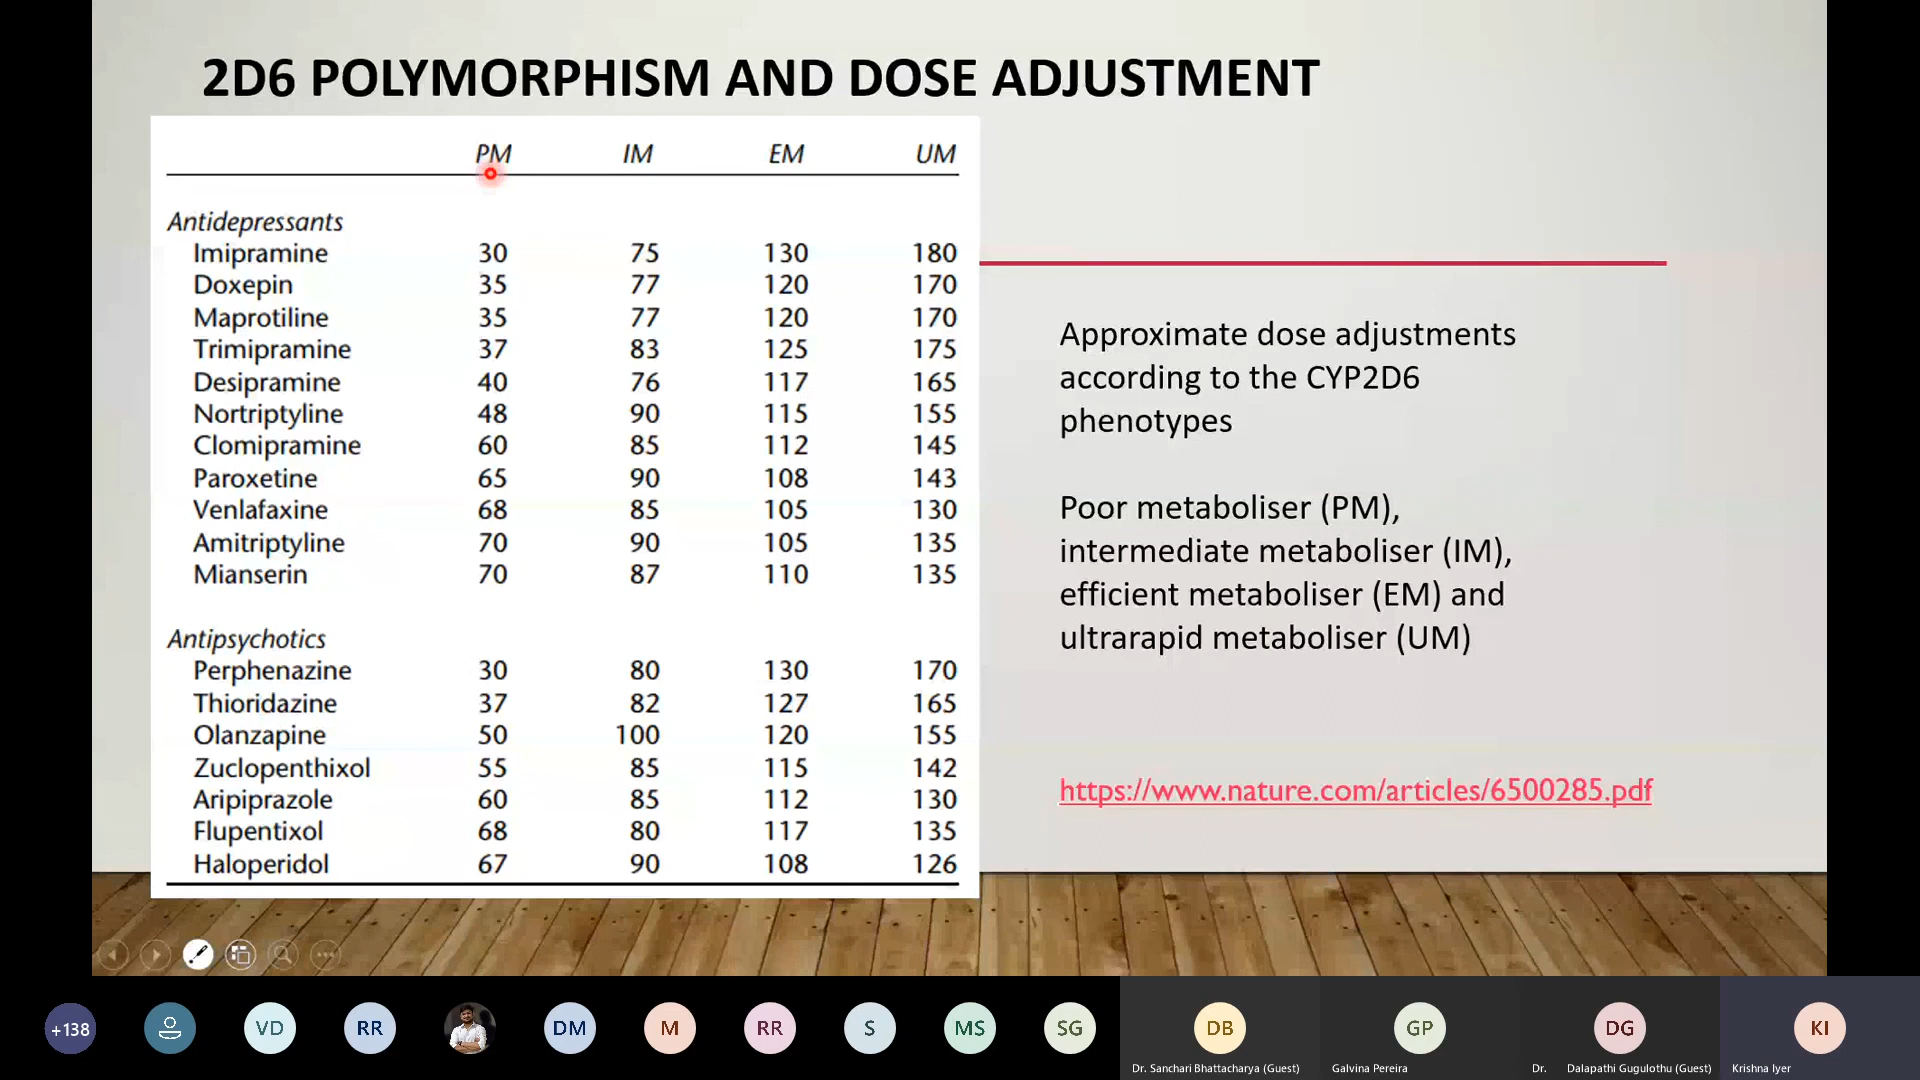 2D6 POLYMORPHISM AND DOSE ADJUSTMENT
PM IM EM UM
Antidepressants
Imipramine 30 75 130 180
Doxepin 35 77 120 170
Maprotiline 35 77 120 170
Trimipramine 37 83 125 175
Desipramine 40 76 117 165
Nortriptyline 48 90 115 155
Clomipramine 60 85 112 145
Paroxetine 65 90 108 143
Venlafaxine 68 85 105 130
Amitriptyline 70 90 105 135
Mianserin 70 87 110 135
Antipsychotics
Perphenazine 30 80 130 170
Thioridazine 37 82 127 165
Olanzapine 50 100 120 155
Zuclopenthixol 55 85 115 142
Aripiprazole 60 85 112 130
Flupentixol 68 80 117 135
Haloperidol 67 90 108 126
Approximate dose adjustments
according to the CYP2D6
phenotypes
Poor metaboliser (PM),
intermediate metaboliser (IM),
efficient metaboliser (EM) and
ultrarapid metaboliser (UM)
https://www.nature.com/articles/6500285.pdf
+138 VD RR DM M RR S MS SG DB GP DG KI
Dr. Sanchari Bhattacharya (Guest) Galvina Pereira Dr. Dalapathi Gugulothu (Guest) Krishna Iyer